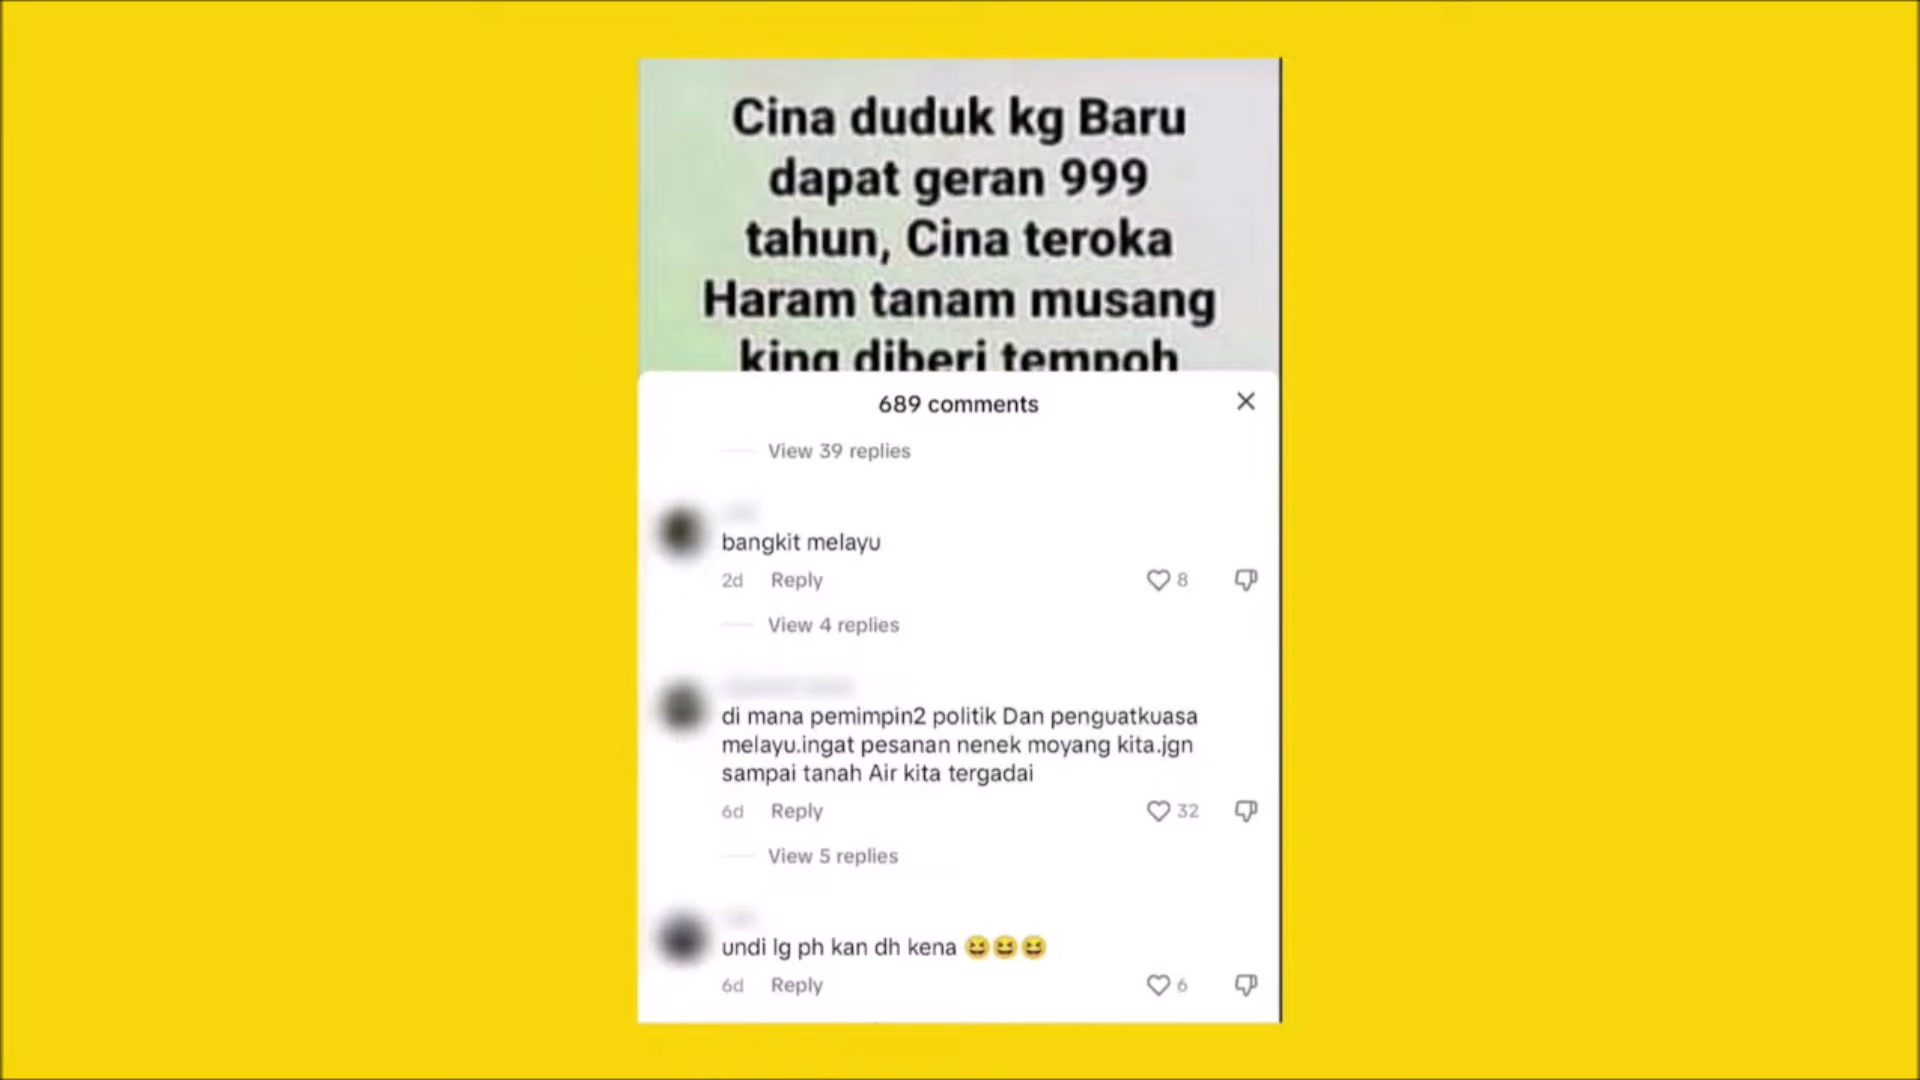 Cina duduk kg Baru
dapat geran 999
tahun, Cina teroka
Haram tanam musang
king diberi tempoh
689 comments
View 39 replies
bangkit melayu
2d Reply 8
View 4 replies
di mana pemimpin2 politik Dan penguatkuasa
melayu.ingat pesanan nenek moyang kita.jgn
sampai tanah Air kita tergadai
6d Reply 32
View 5 replies
undi lg ph kan dh kena 😆😆😆
6d Reply 6